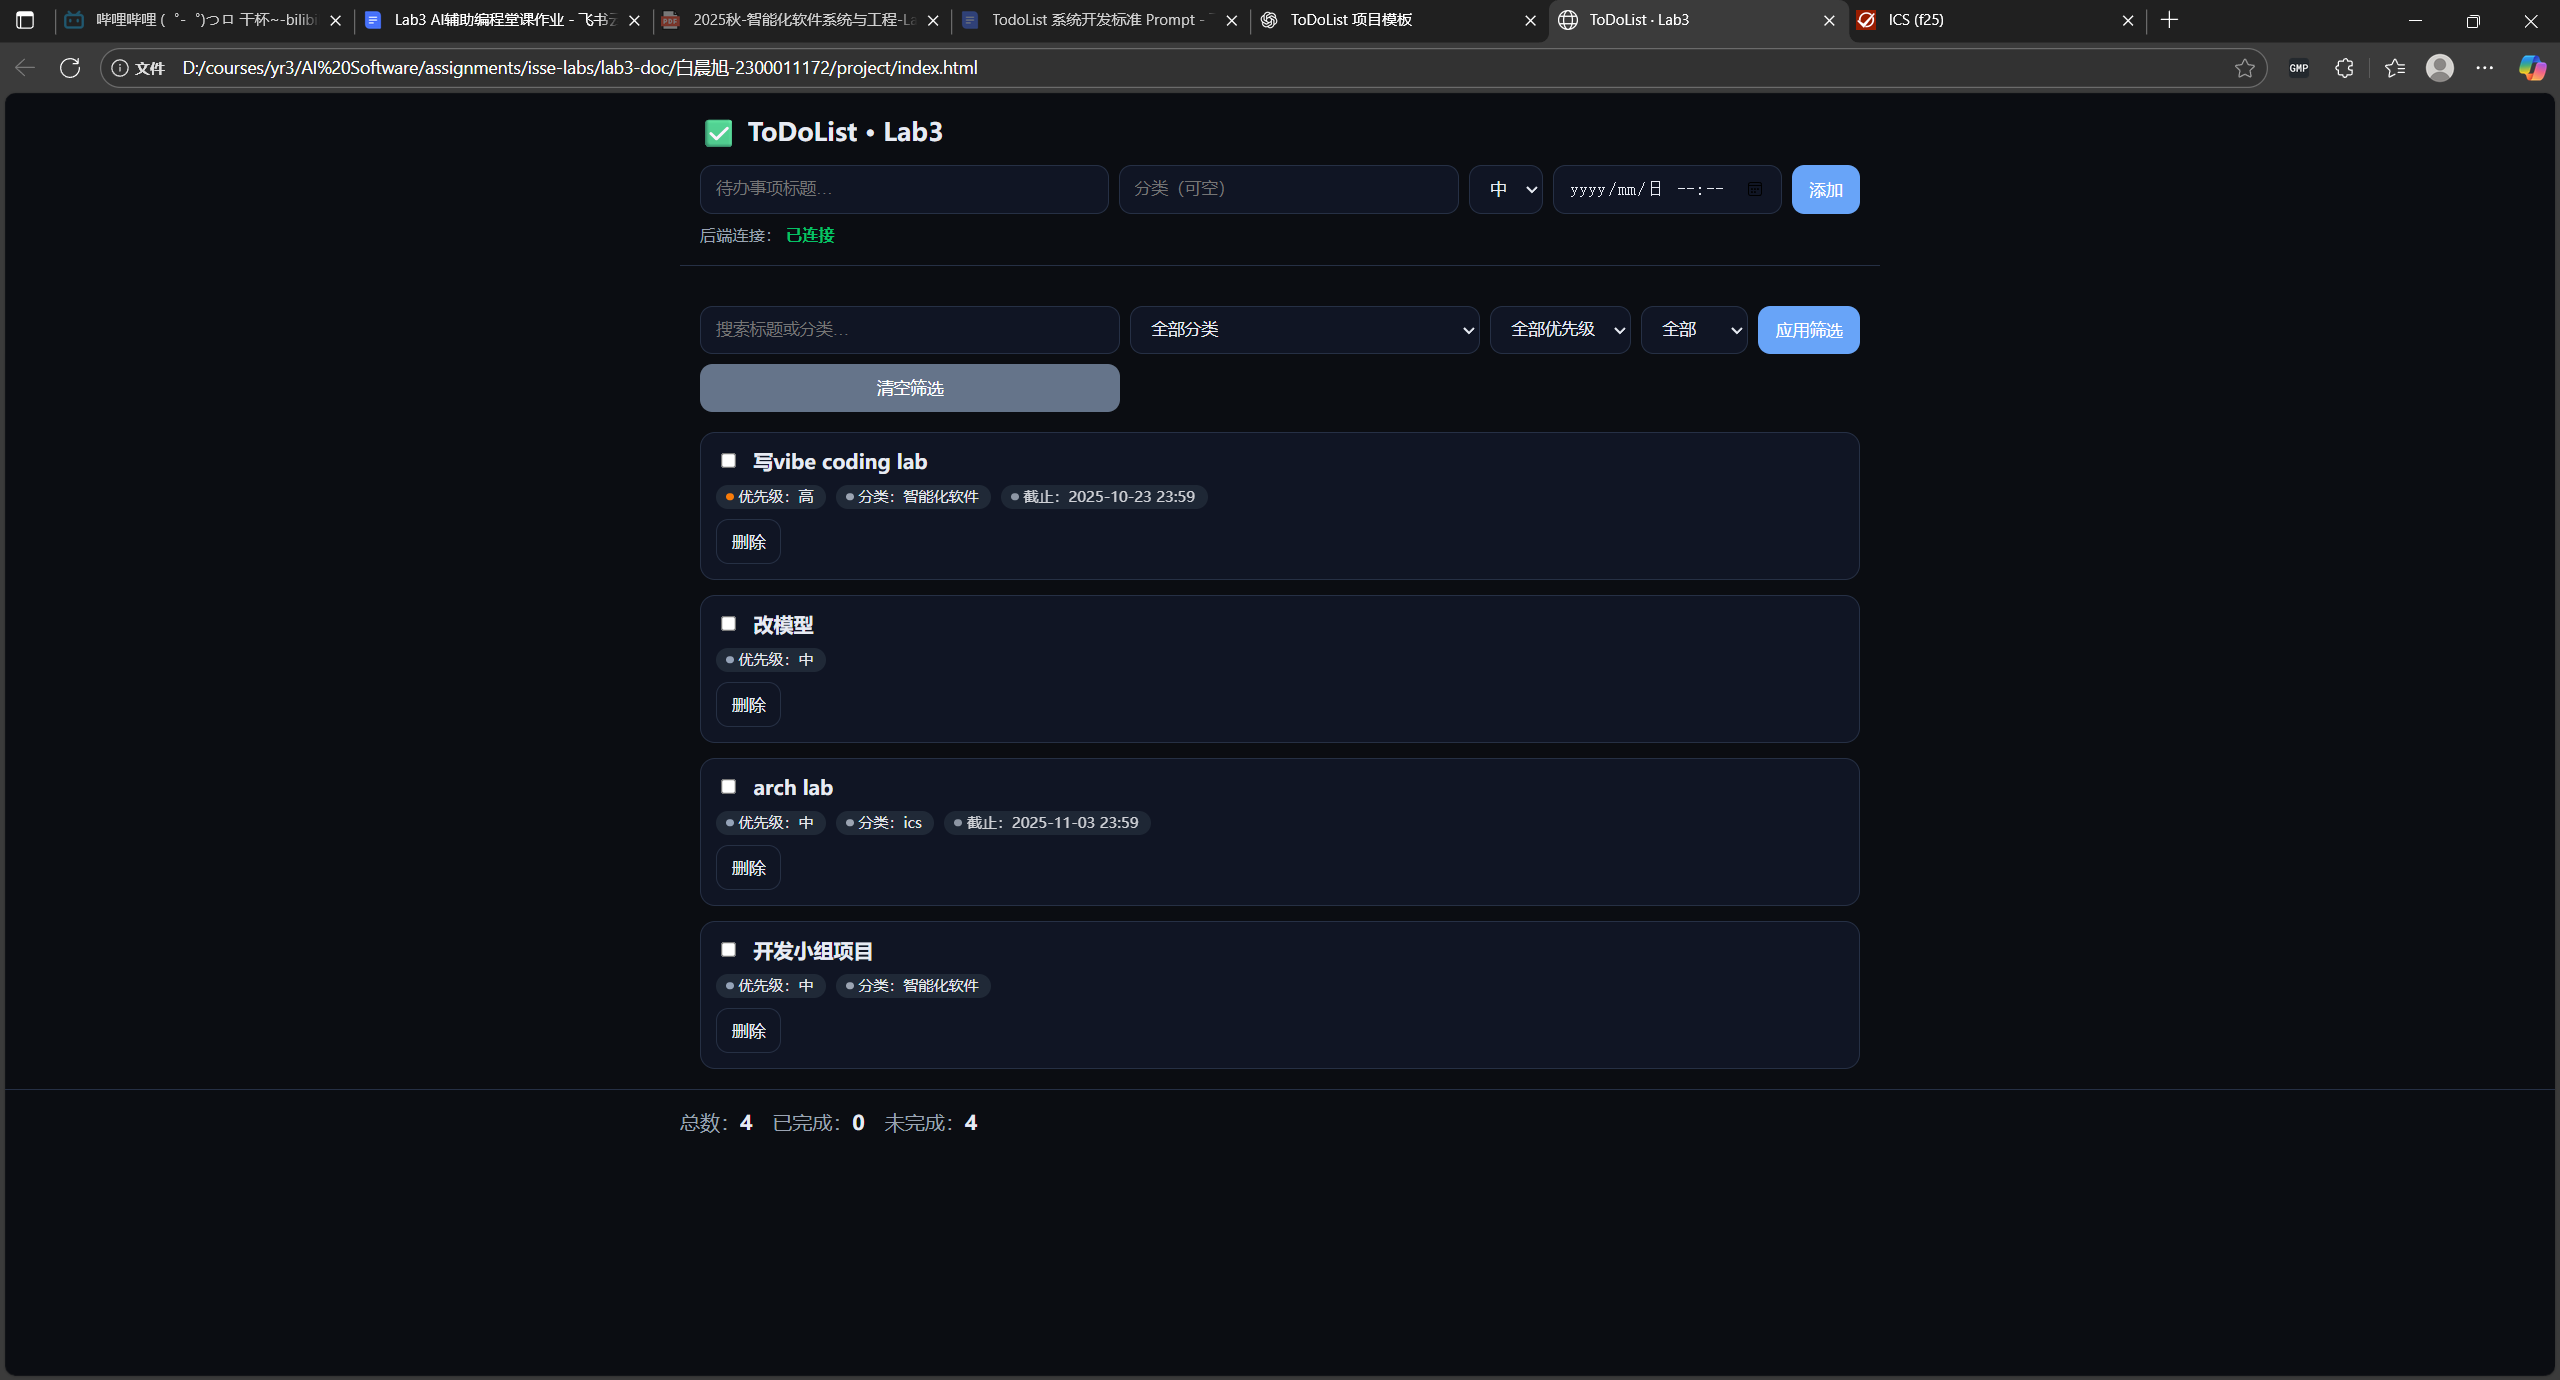 哔哩哔哩 (゜-゜)つロ 干杯~-bilibi
Lab3 AI辅助编程堂课作业 - 飞书云
2025秋-智能化软件系统与工程-La
TodoList 系统开发标准 Prompt -
ToDoList 项目模板
ToDoList · Lab3
ICS (f25)
文件 D:/courses/yr3/AI%20Software/assignments/isse-labs/lab3-doc/白晨旭-2300011172/project/index.html
GMP
✅ ToDoList • Lab3
待办事项标题... 分类（可空） 中 yyyy/mm/日 --:-- 添加
后端连接： 已连接
搜索标题或分类... 全部分类 全部优先级 全部 应用筛选
清空筛选
写vibe coding lab
优先级：高 分类：智能化软件 截止：2025-10-23 23:59
删除
改模型
优先级：中
删除
arch lab
优先级：中 分类：ics 截止：2025-11-03 23:59
删除
开发小组项目
优先级：中 分类：智能化软件
删除
总数：4 已完成：0 未完成：4